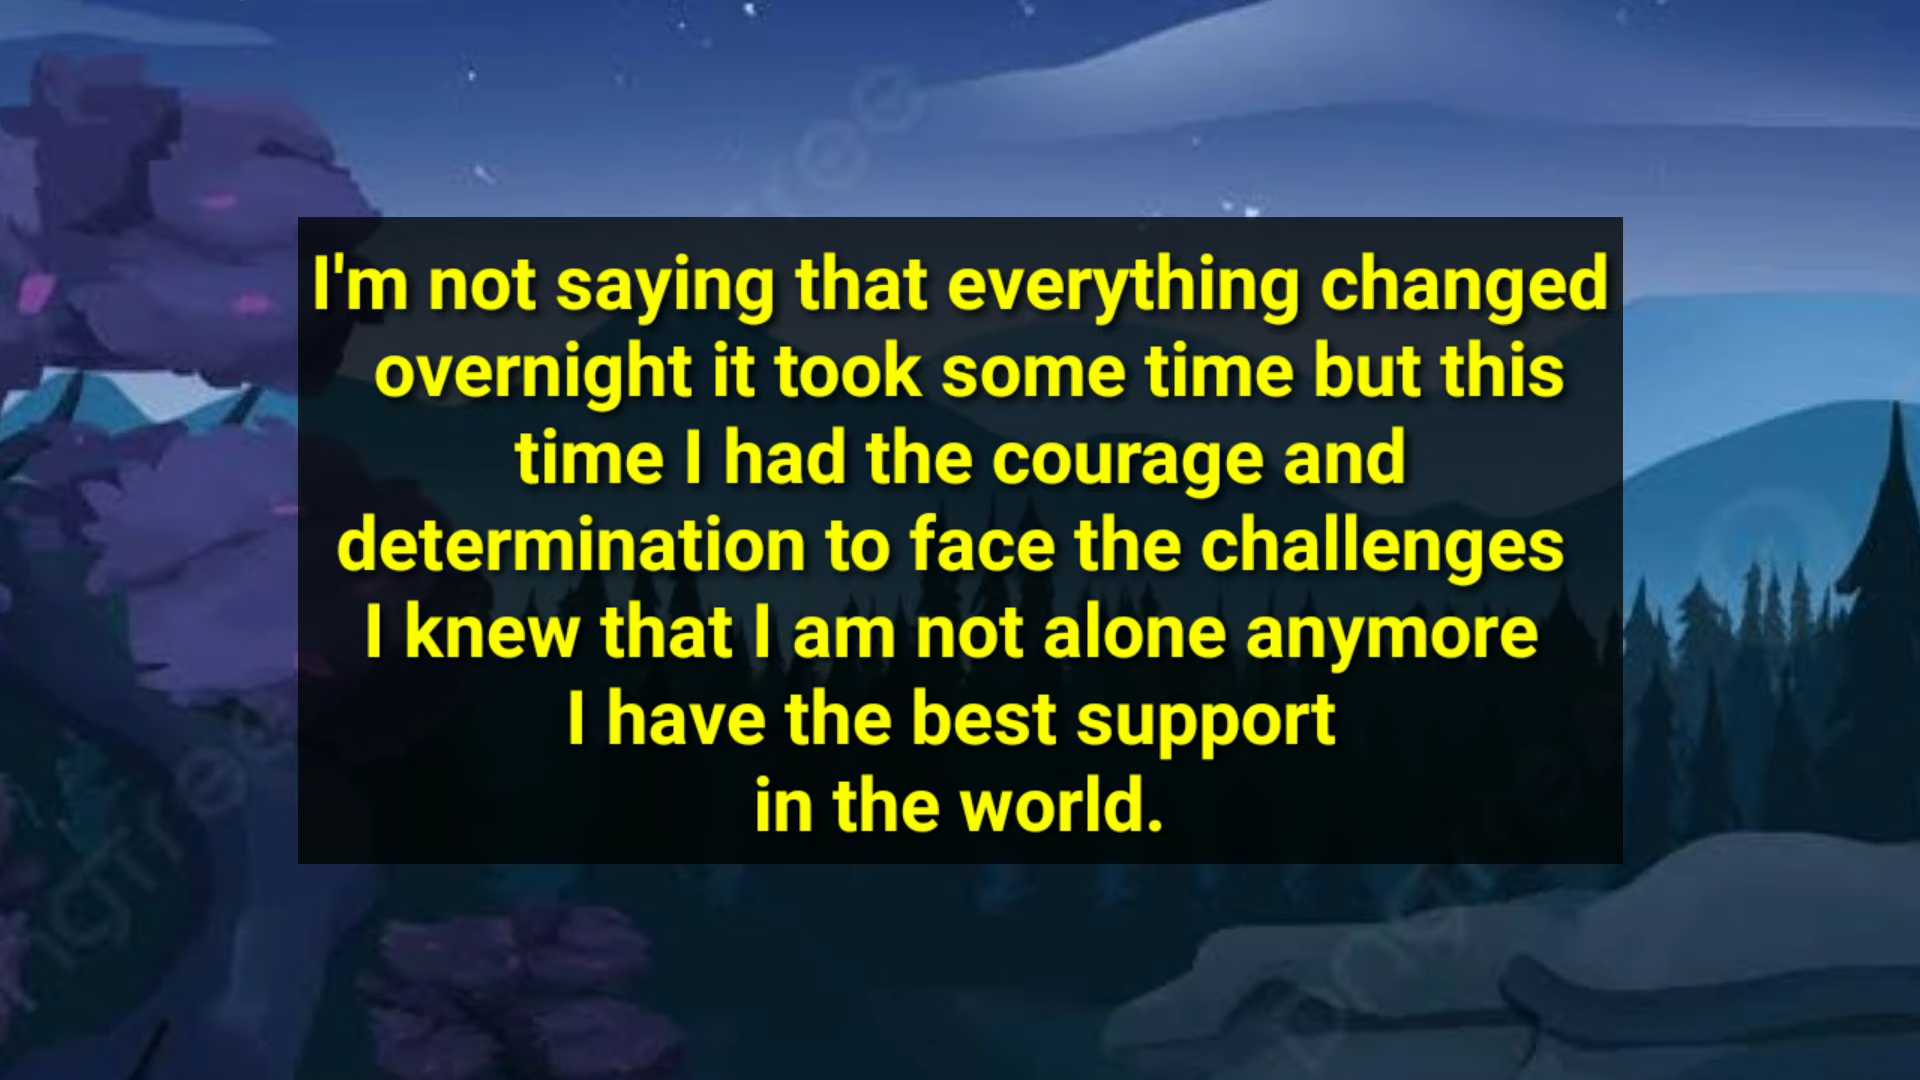 I'm not saying that everything changed
overnight it took some time but this
time I had the courage and
determination to face the challenges
I knew that I am not alone anymore
I have the best support
in the world.